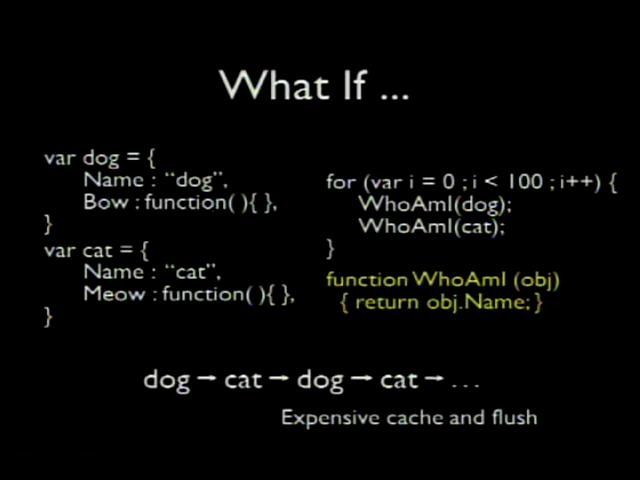 What If ...
var dog = {
Name : “dog”,
Bow : function( ){ },
}
var cat = {
Name : “cat”,
Meow : function( ){ },
}
for (var i = 0 ; i < 100 ; i++) {
WhoAmI(dog);
WhoAmI(cat);
}
function WhoAmI (obj)
{ return obj.Name; }
dog → cat → dog → cat → ...
Expensive cache and flush